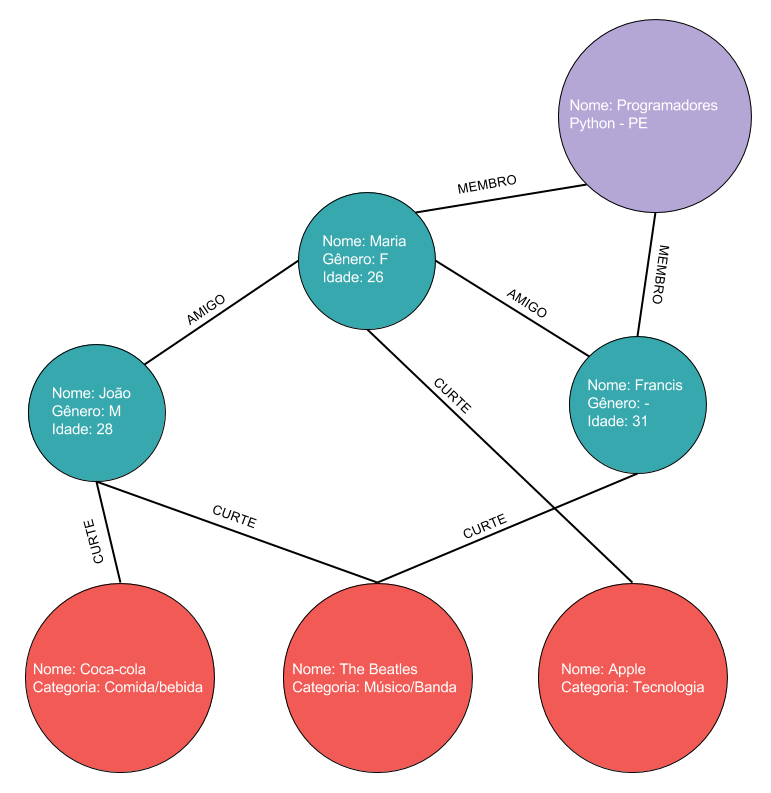 Nome: Programadores
Python - PE
MEMBRO
Nome: Maria
Gênero: F
Idade: 26
MEMBRO
AMIGO
AMIGO
Nome: João
Gênero: M
Idade: 28
Nome: Francis
Gênero: -
Idade: 31
CURTE
CURTE
CURTE
CURTE
Nome: Coca-cola
Categoria: Comida/bebida
Nome: The Beatles
Categoria: Músico/Banda
Nome: Apple
Categoria: Tecnologia